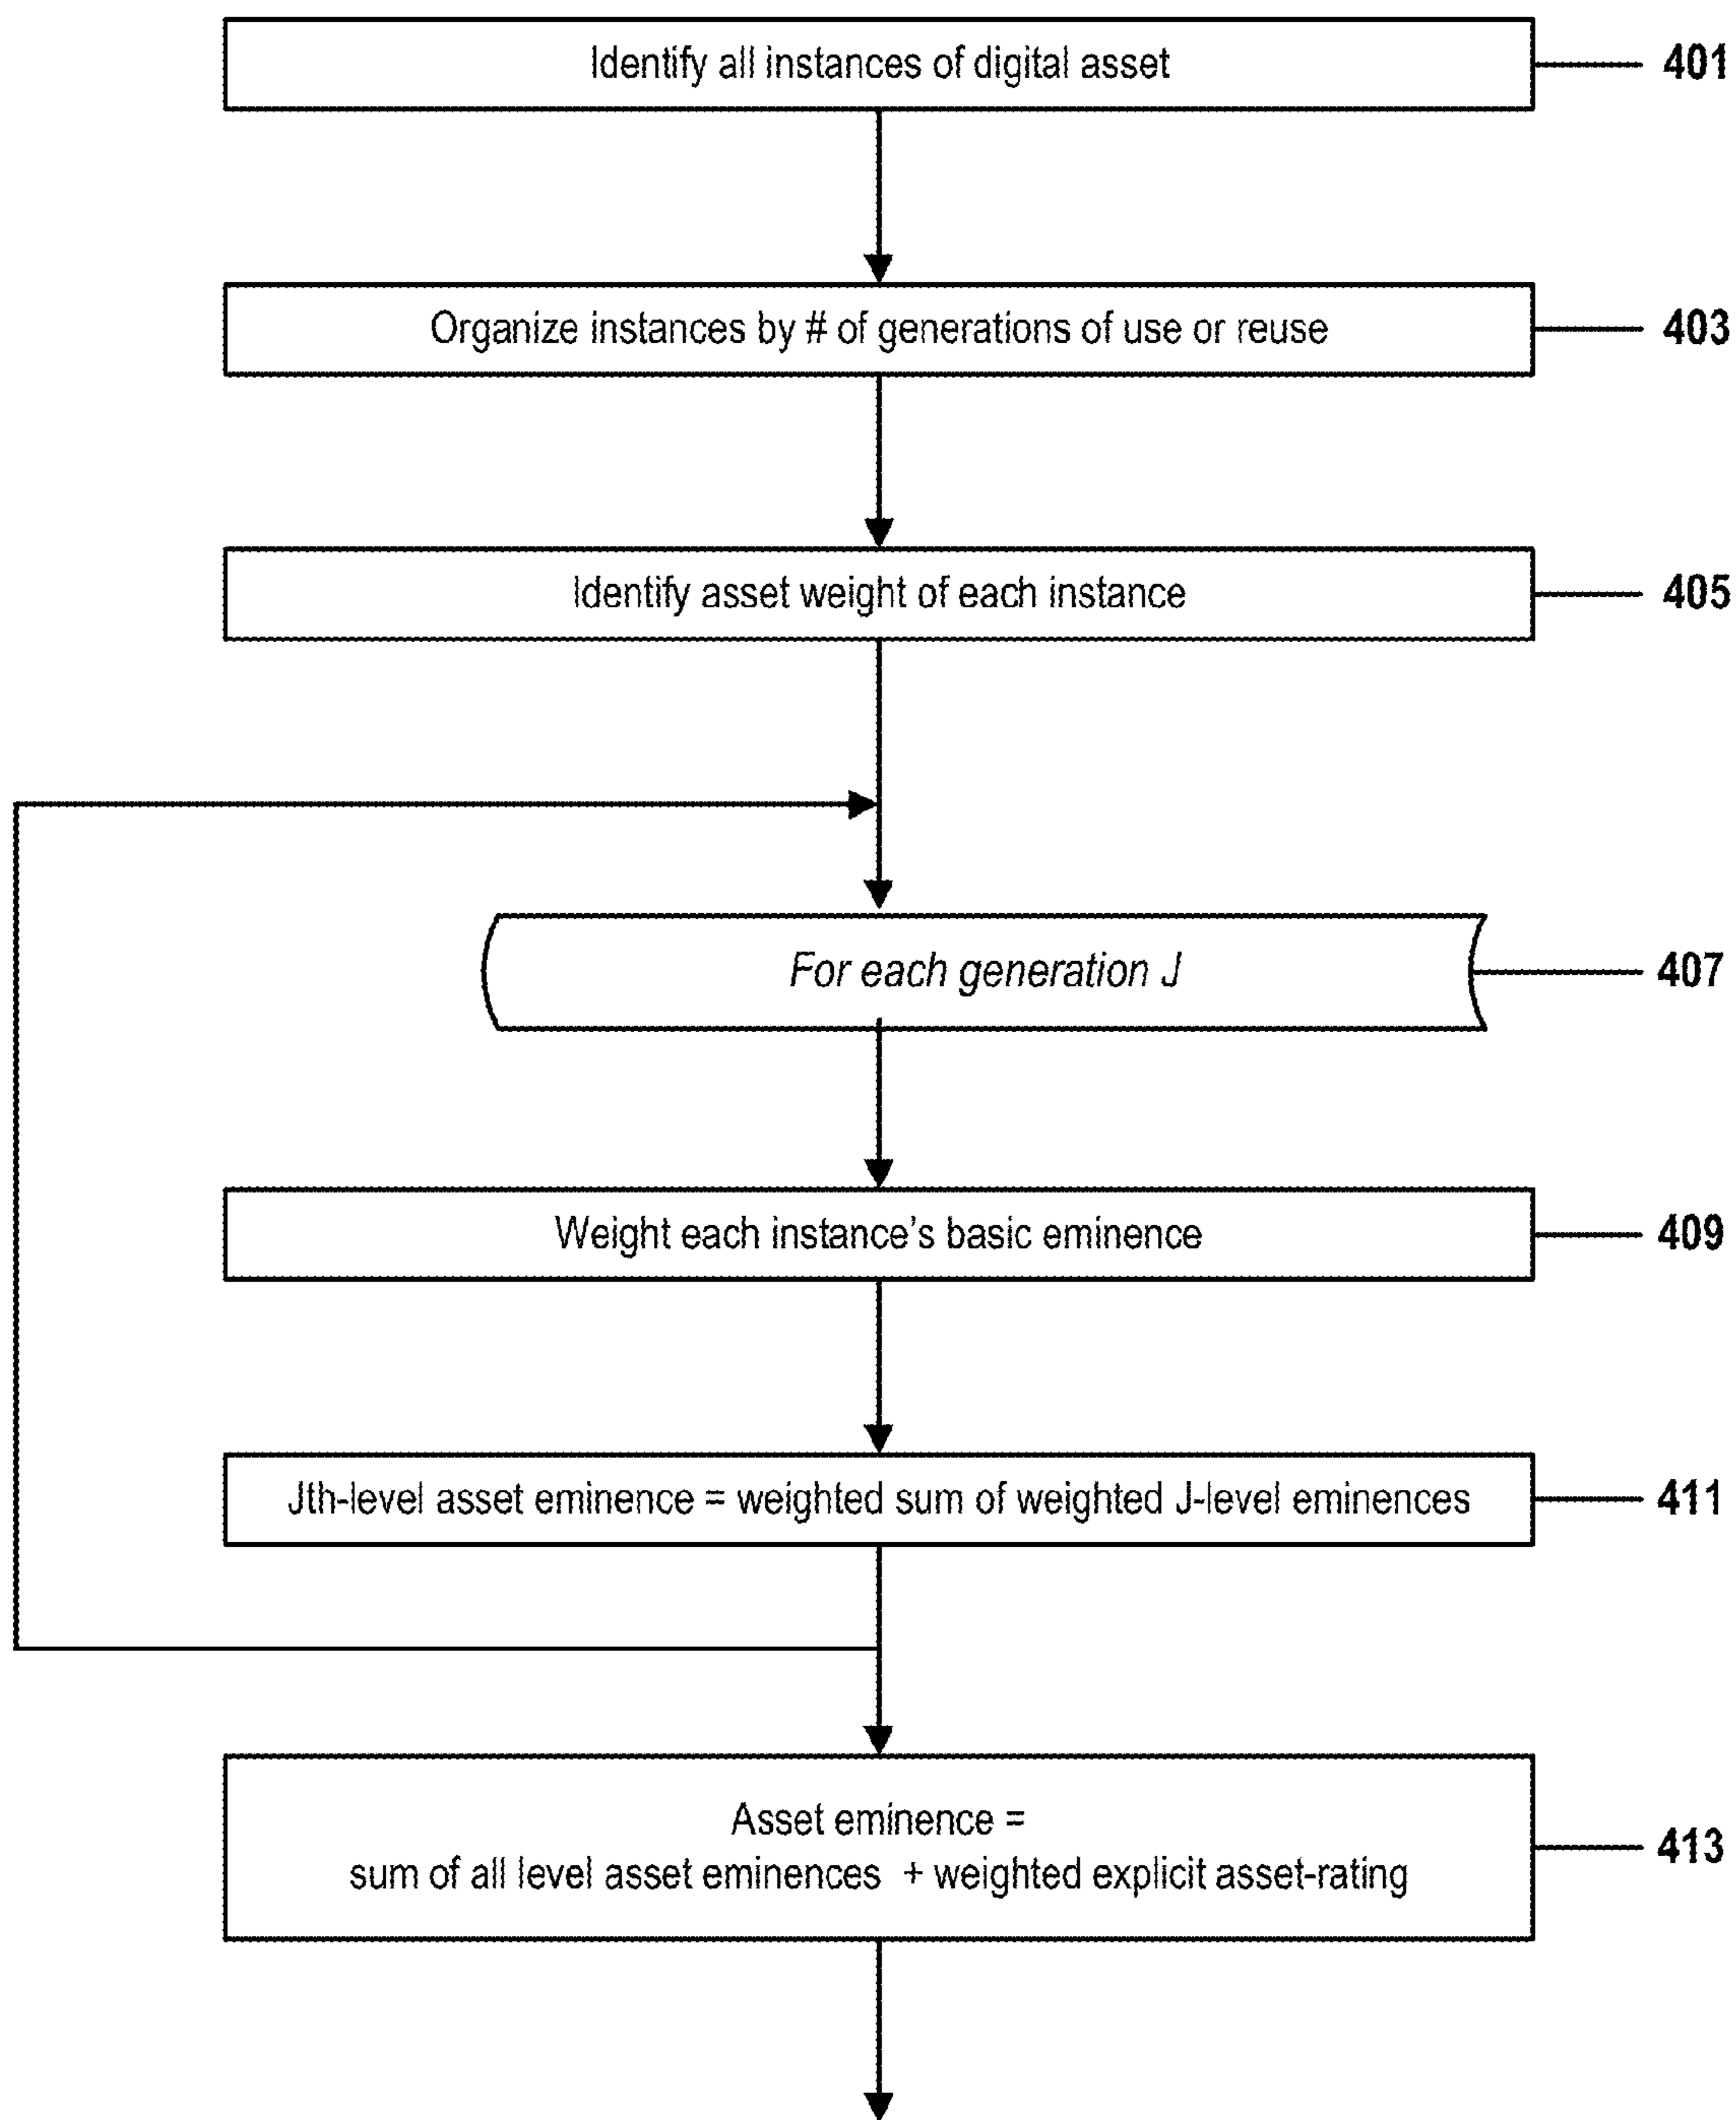 Identify all instances of digital asset
401
Organize instances by # of generations of use or reuse
403
Identify asset weight of each instance
405
For each generation J
407
Weight each instance's basic eminence
409
Jth-level asset eminence = weighted sum of weighted J-level eminences
411
Asset eminence =
sum of all level asset eminences + weighted explicit asset-rating
413